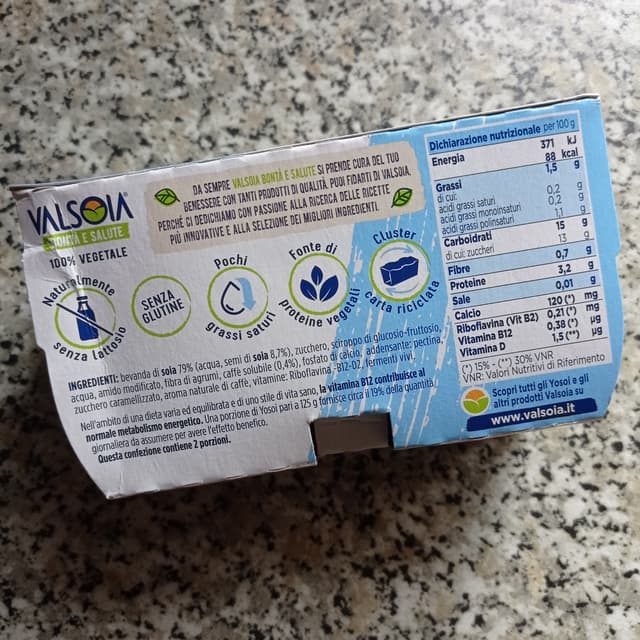 VALSOIA
BONTÀ E SALUTE
100% VEGETALE
DA SEMPRE VALSOIA BONTÀ E SALUTE SI PRENDE CURA DEL TUO
BENESSERE CON TANTI PRODOTTI DI QUALITÀ. PUOI FIDARTI DI VALSOIA,
PERCHÉ CI DEDICHIAMO CON PASSIONE ALLA RICERCA DELLE RICETTE
PIÙ INNOVATIVE E ALLA SELEZIONE DEI MIGLIORI INGREDIENTI.
Naturalmente
senza lattosio
SENZA
GLUTINE
Pochi
grassi saturi
Fonte di
proteine vegetali
Cluster
carta riciclata
INGREDIENTI: bevanda di soia 79% (acqua, semi di soia 8,7%), zucchero, sciroppo di glucosio-fruttosio,
acqua, amido modificato, fibra di agrumi, caffè solubile (0,4%), fosfato di calcio, addensante: pectina,
zucchero caramellizzato, aroma naturale di caffè, vitamine: Riboflavina, B12-D2, fermenti vivi.
Nell'ambito di una dieta varia ed equilibrata e di uno stile di vita sano, la vitamina B12 contribuisce al
normale metabolismo energetico. Una porzione di Yosoi pari a 125 g fornisce circa il 19% della quantità
giornaliera da assumere per avere l'effetto benefico.
Questa confezione contiene 2 porzioni.
Dichiarazione nutrizionale per 100 g
Energia 371 kJ
88 kcal
Grassi 1,5 g
di cui:
acidi grassi saturi 0,2 g
acidi grassi monoinsaturi 0,2 g
acidi grassi polinsaturi 1,1 g
Carboidrati 15 g
di cui: zuccheri 13 g
Fibre 0,7 g
Proteine 3,2 g
Sale 0,01 g
Calcio 120 (*) mg
Riboflavina (Vit B2) 0,21 (*) mg
Vitamina B12 0,38 (*) µg
Vitamina D 1,5 (**) µg
(*) 15% - (**) 30% VNR
VNR: Valori Nutritivi di Riferimento
Scopri tutti gli Yosoi e gli
altri prodotti Valsoia su
www.valsoia.it